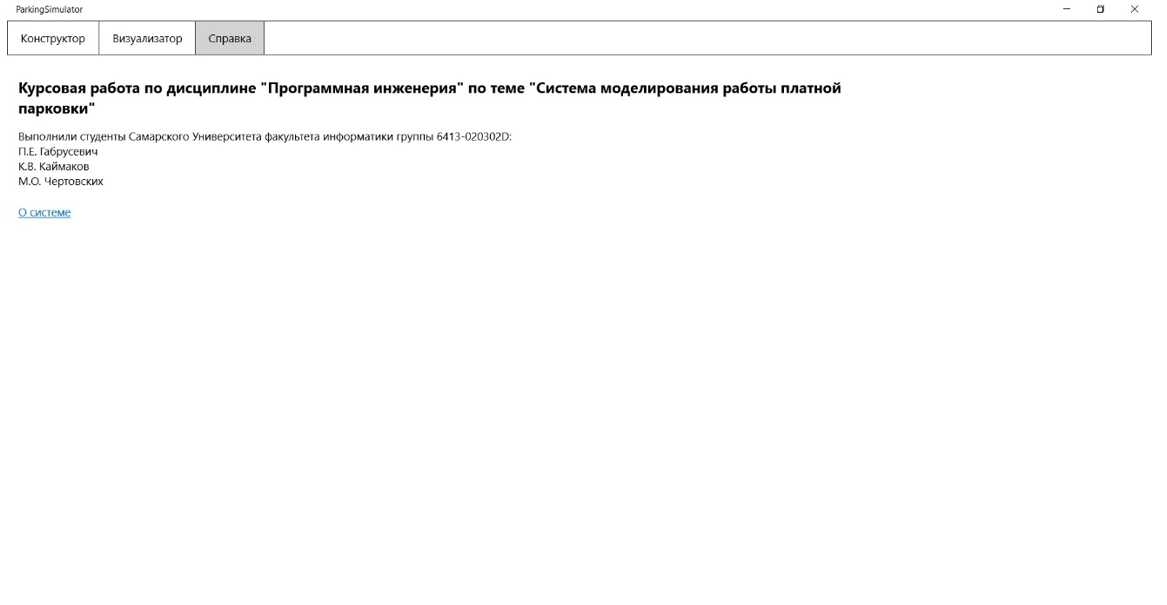 ParkingSimulator
Конструктор Визуализатор Справка
Курсовая работа по дисциплине "Программная инженерия" по теме "Система моделирования работы платной
парковки"
Выполнили студенты Самарского Университета факультета информатики группы 6413-020302D:
П.Е. Габрусевич
К.В. Каймаков
М.О. Чертовских
О системе